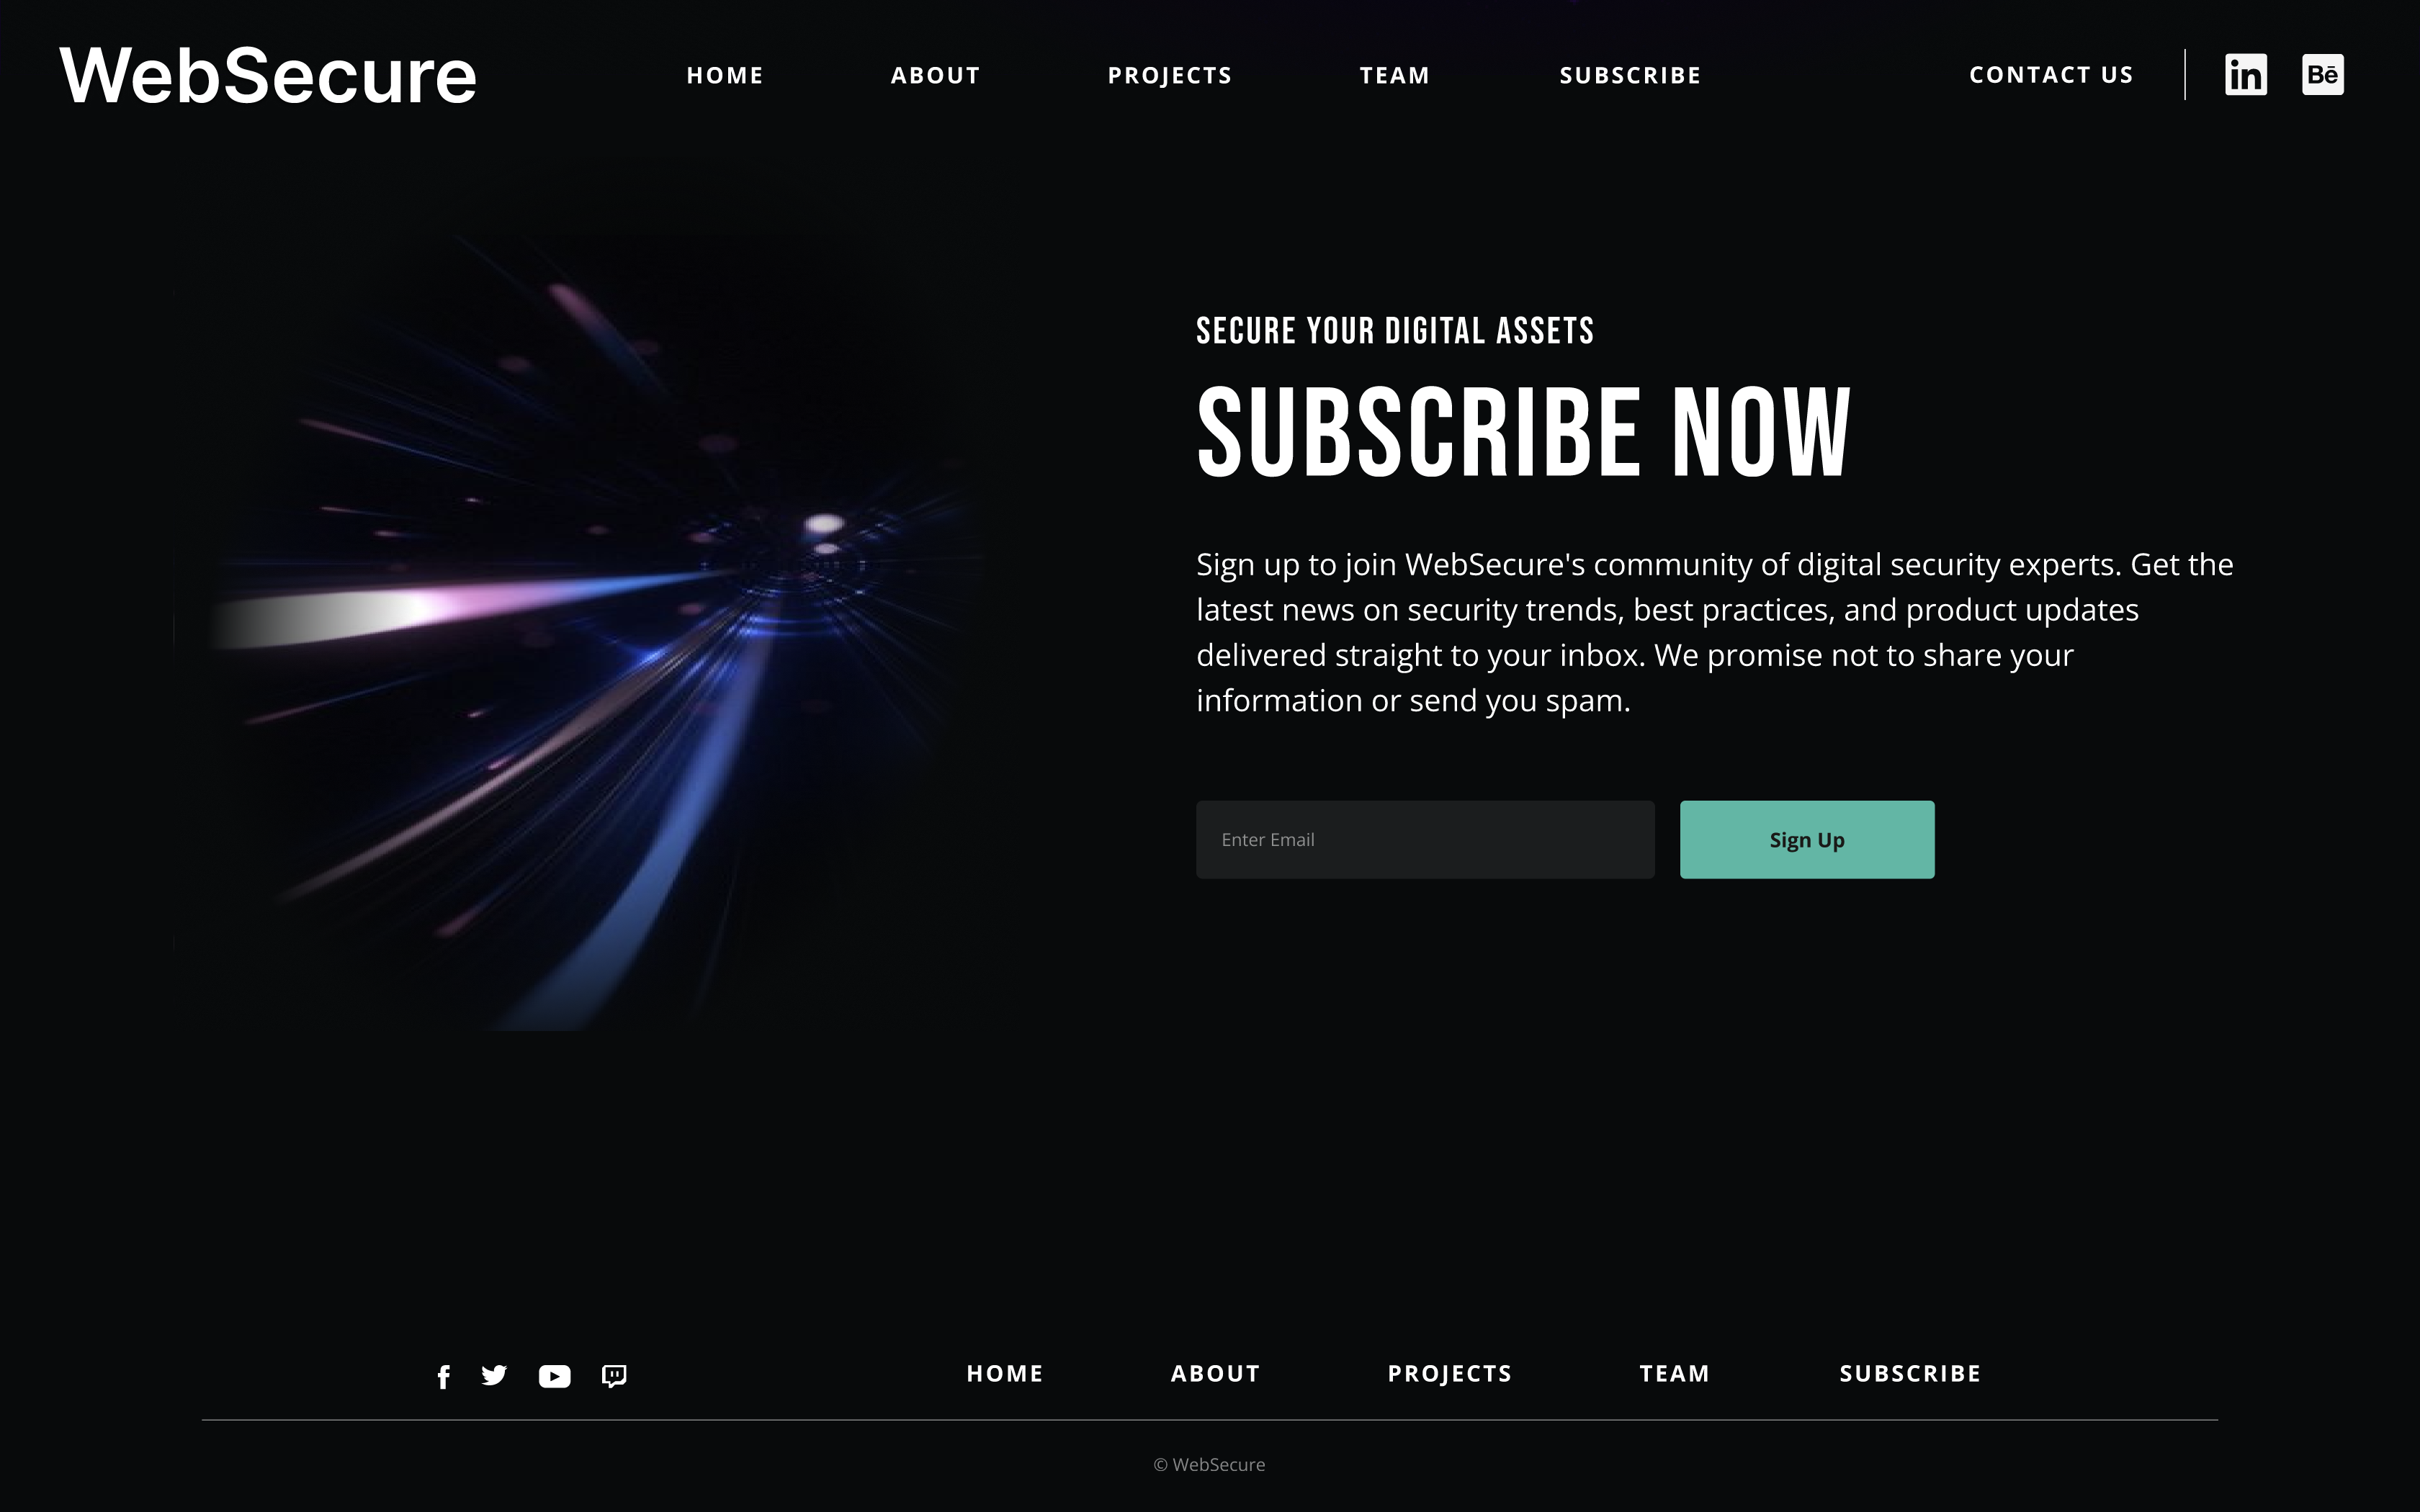 WebSecure
HOME ABOUT PROJECTS TEAM SUBSCRIBE CONTACT US in Bē
SECURE YOUR DIGITAL ASSETS
SUBSCRIBE NOW
Sign up to join WebSecure's community of digital security experts. Get the
latest news on security trends, best practices, and product updates
delivered straight to your inbox. We promise not to share your
information or send you spam.
Enter Email
Sign Up
HOME ABOUT PROJECTS TEAM SUBSCRIBE
© WebSecure